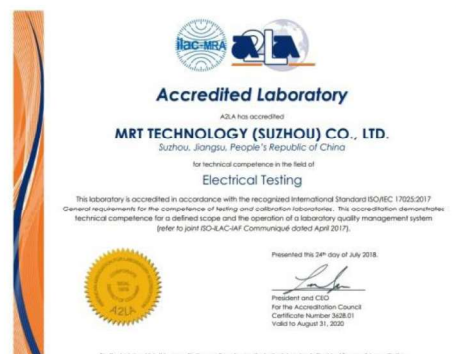 ilac-MRA
A2LA
Accredited Laboratory
A2LA has accredited
MRT TECHNOLOGY (SUZHOU) CO., LTD.
Suzhou, Jiangsu, People's Republic of China
for technical competence in the field of
Electrical Testing
This laboratory is accredited in accordance with the recognized International Standard ISO/IEC 17025:2017
General requirements for the competence of testing and calibration laboratories. This accreditation demonstrates
technical competence for a defined scope and the operation of a laboratory quality management system
(refer to joint ISO-ILAC-IAF Communiqué dated April 2017).
Presented this 24th day of July 2018.
President and CEO
For the Accreditation Council
Certificate Number 3628.01
Valid to August 31, 2020
SEAL
A2LA